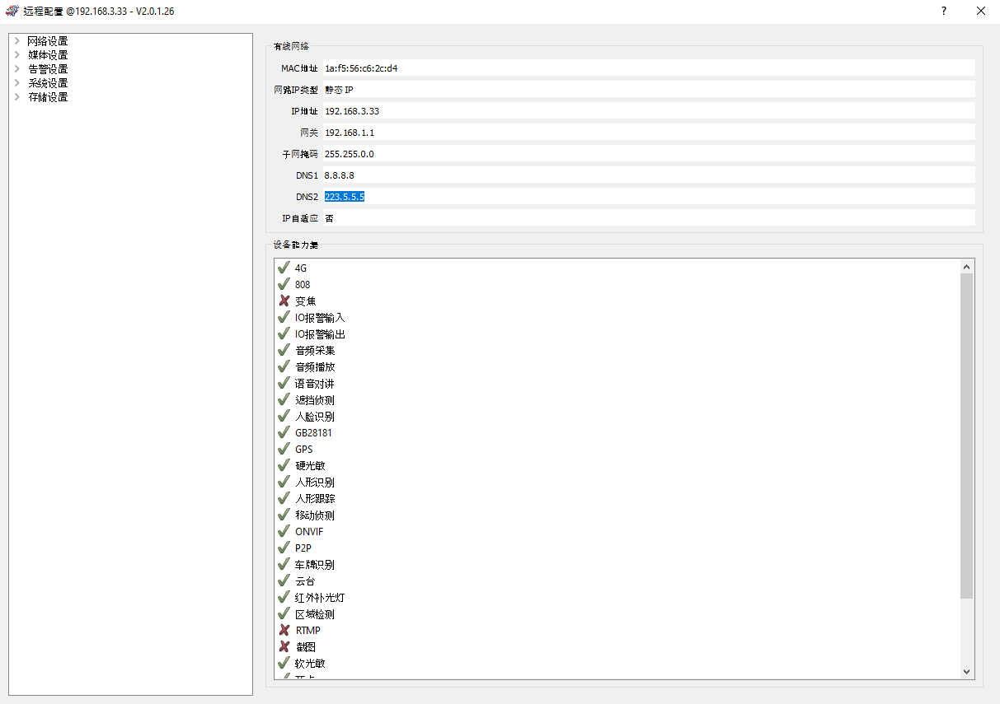 远程配置 @192.168.3.33 - V2.0.1.26
?
网络设置
媒体设置
告警设置
系统设置
存储设置
有线网络
MAC地址 1a:f5:56:c6:2c:d4
网路IP类型 静态 IP
IP地址 192.168.3.33
网关 192.168.1.1
子网掩码 255.255.0.0
DNS1 8.8.8.8
DNS2 223.5.5.5
IP自适应 否
设备能力集
4G
808
变焦
IO报警输入
IO报警输出
音频采集
音频播放
语音对讲
遮挡侦测
人脸识别
GB28181
GPS
硬光敏
人形识别
人形跟踪
移动侦测
ONVIF
P2P
车牌识别
云台
红外补光灯
区域检测
RTMP
截图
软光敏